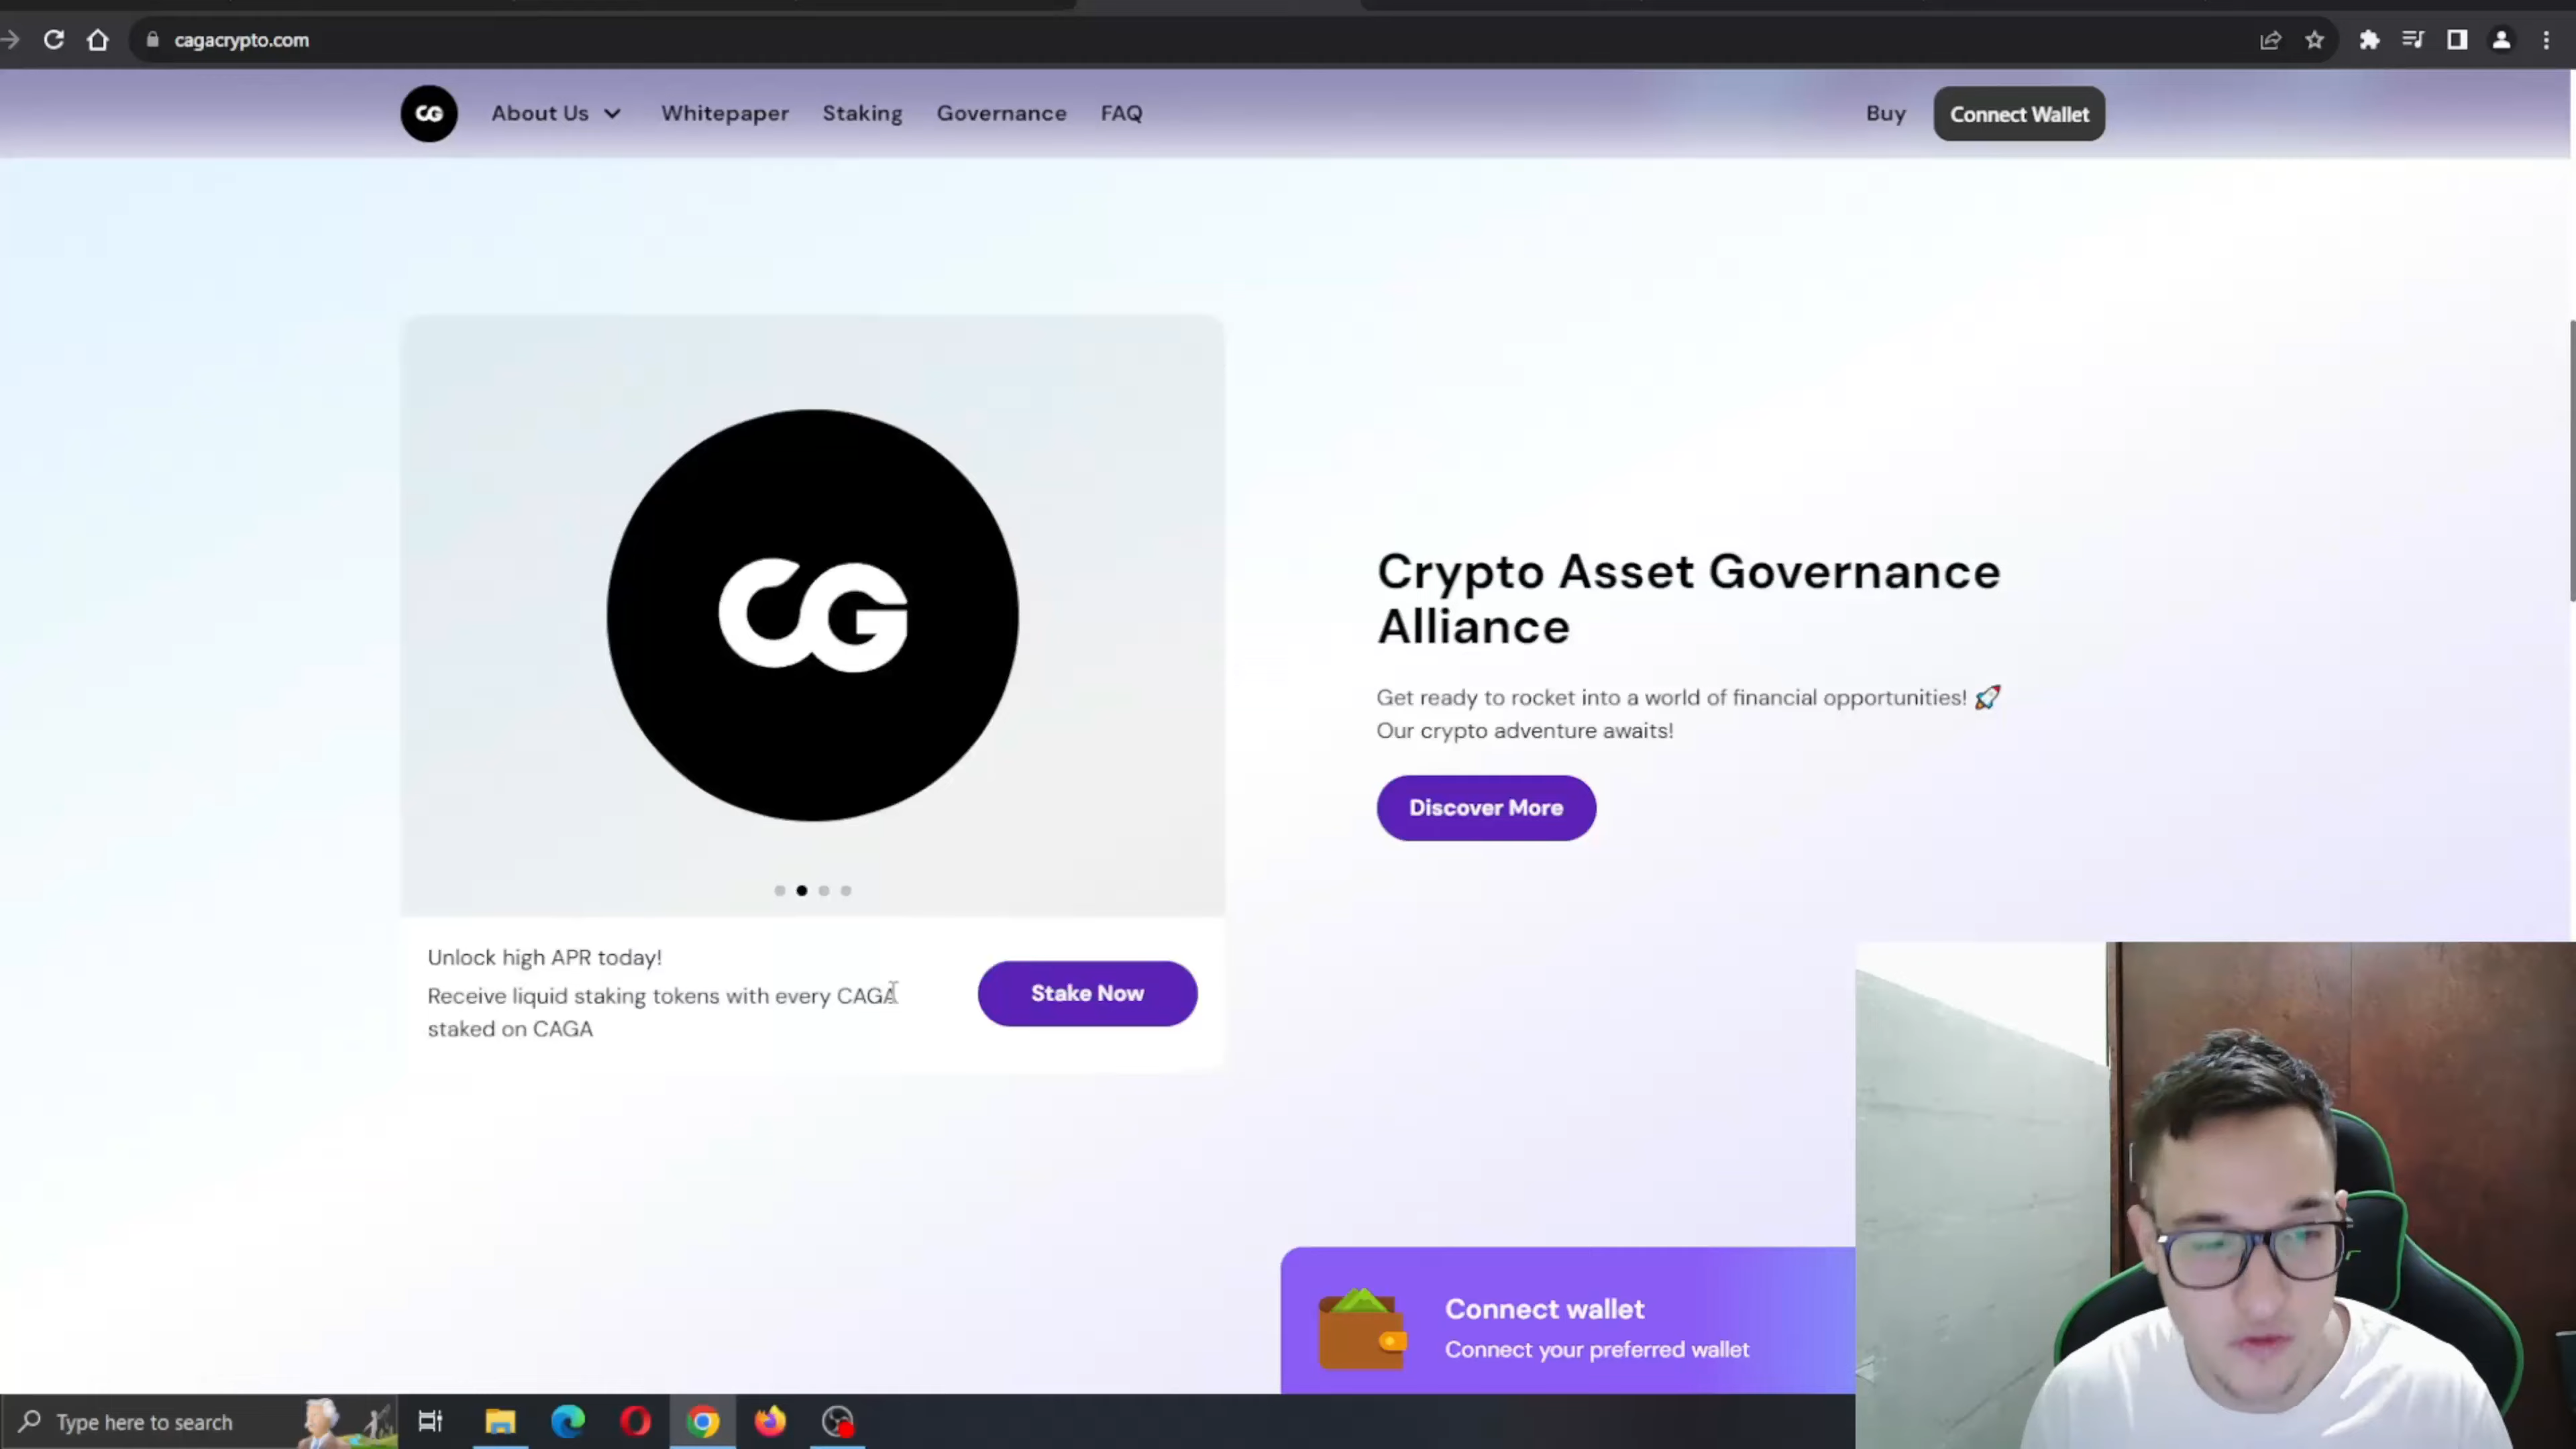 cagacrypto.com
CG About Us Whitepaper Staking Governance FAQ Buy Connect Wallet
CG
Unlock high APR today!
Receive liquid staking tokens with every CAGA
staked on CAGA
Stake Now
Crypto Asset Governance
Alliance
Get ready to rocket into a world of financial opportunities! 🚀
Our crypto adventure awaits!
Discover More
Connect wallet
Connect your preferred wallet
Type here to search